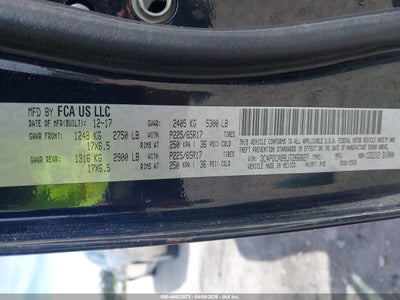 MFD BY
FCA US LLC
DATE OF MFR(BUILT): 12-17 GVWR: 2405 KG 5300 LB
GAWR FRONT: 1248 KG 2750 LB WITH P225/65R17 TIRES
17X6.5 RIMS AT 250 KPA( 36 PSI) COLD
GAWR REAR: 1316 KG 2900 LB WITH P225/65R17 TIRES
17X6.5 RIMS AT 250 KPA( 36 PSI) COLD
THIS VEHICLE CONFORMS TO ALL APPLICABLE
U.S.A. FEDERAL MOTOR VEHICLE SAFETY AND
THEFT PREVENTION STANDARDS IN EFFECT ON THE
DATE OF MANUFACTURE SHOWN ABOVE.
VEHICLE MADE IN MEXICO PAINT: PXR